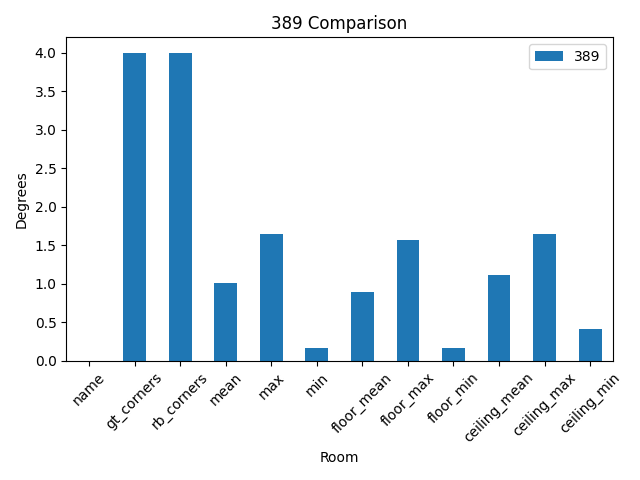 389 Comparison
389
Degrees
4.0
3.5
3.0
2.5
2.0
1.5
1.0
0.5
0.0
name
gt_corners
rb_corners
mean
max
min
floor_mean
floor_max
floor_min
ceiling_mean
ceiling_max
ceiling_min
Room